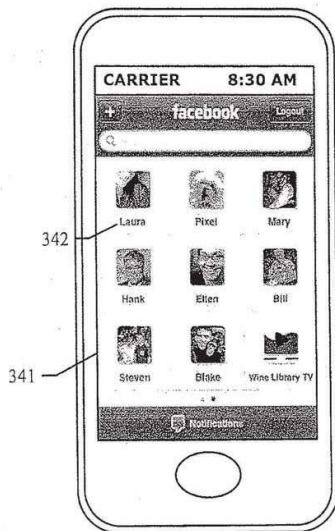 CARRIER 8:30 AM
+ facebook Logout
Laura Pixel Mary
342
Hank Ellen Bill
341
Steven Blake Wine Library TV
Notifications